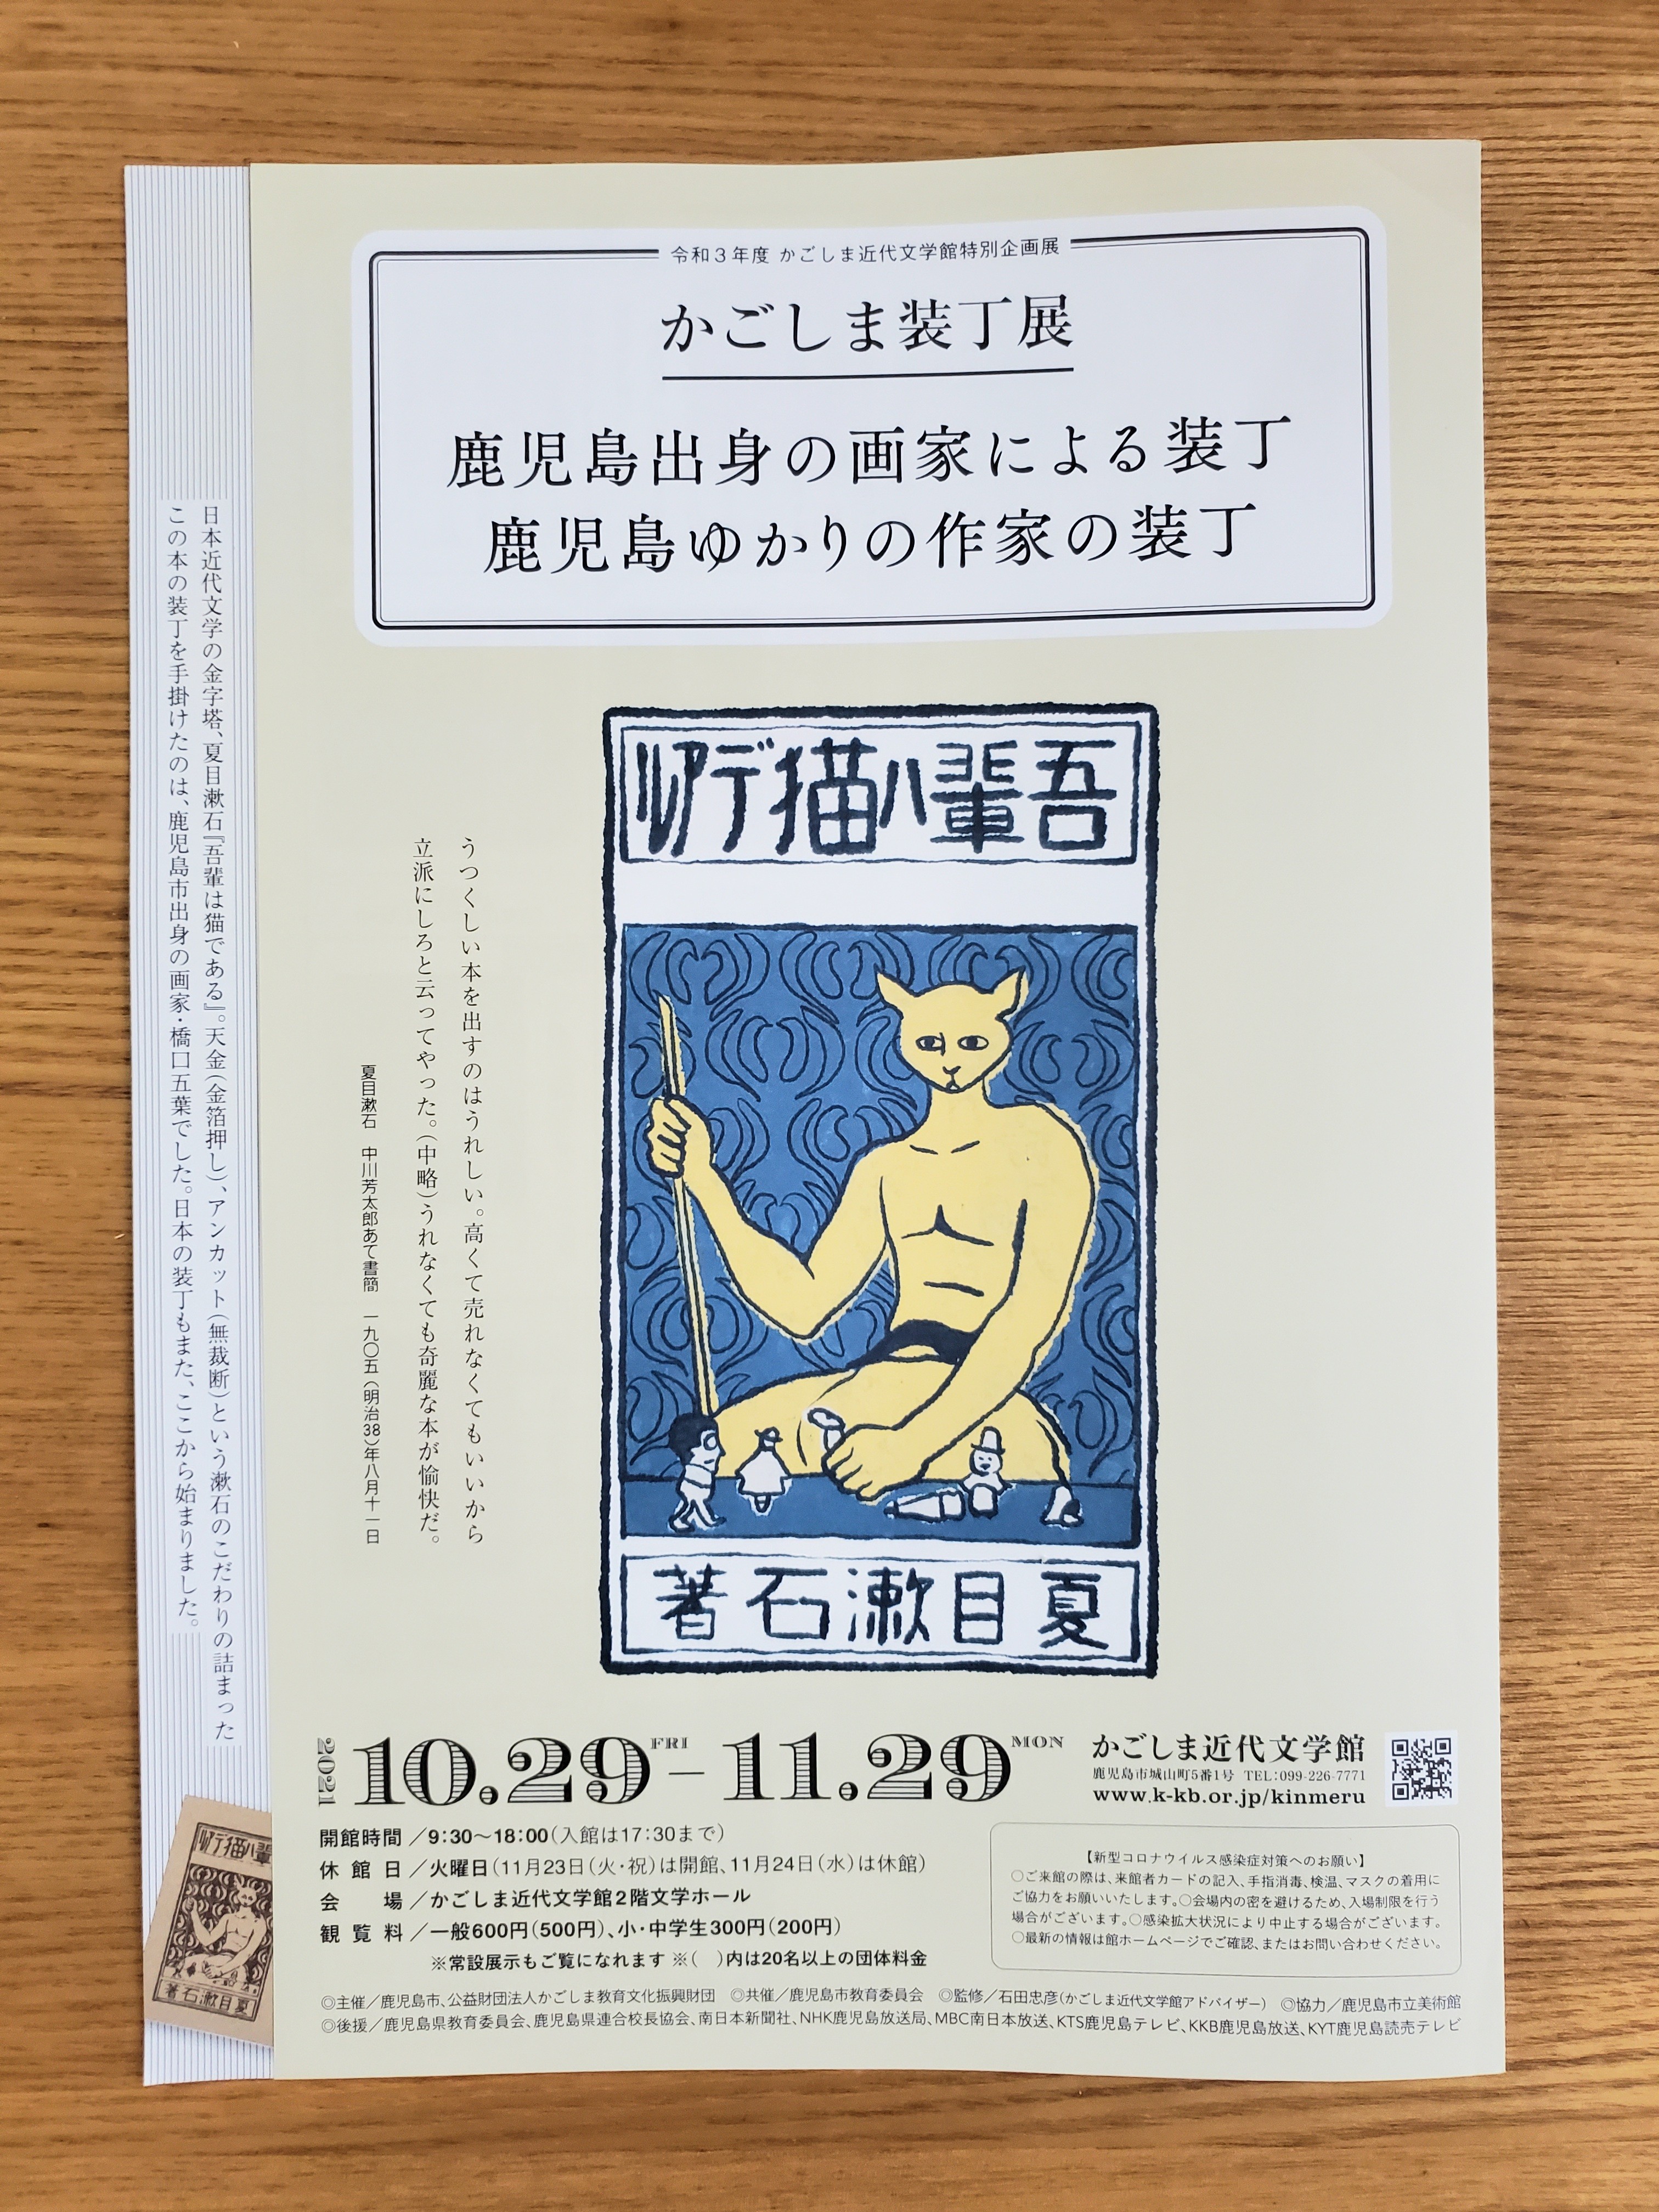 令和3年度 かごしま近代文学館特別企画展
かごしま装丁展
鹿児島出身の画家による装丁
鹿児島ゆかりの作家の装丁
吾輩ハ猫デアル
夏目漱石著
うつくしい本を出すのはうれしい。高くて売れなくてもいいから
立派にしろと云ってやった。(中略)うれなくても奇麗な本が愉快だ。
夏目漱石　中川芳太郎あて書簡　一九〇五(明治38)年八月十一日
日本近代文学の金字塔、夏目漱石『吾輩は猫である』。天金(金箔押し)、アンカット(無裁断)という漱石のこだわりの詰まった
この本の装丁を手掛けたのは、鹿児島市出身の画家・橋口五葉でした。日本の装丁もまた、ここから始まりました。
吾輩ハ猫デアル
夏目漱石著
2021 10.29 FRI – 11.29 MON
かごしま近代文学館
鹿児島市城山町5番1号 TEL:099-226-7771
www.k-kb.or.jp/kinmeru
開館時間／9:30〜18:00(入館は17:30まで)
休館日／火曜日(11月23日(火・祝)は開館、11月24日(水)は休館)
会場／かごしま近代文学館2階文学ホール
観覧料／一般600円(500円)、小・中学生300円(200円)
※常設展示もご覧になれます ※(　)内は20名以上の団体料金
【新型コロナウイルス感染症対策へのお願い】
○ご来館の際は、来館者カードの記入、手指消毒、検温、マスクの着用に
ご協力をお願いいたします。○会場内の密を避けるため、入場制限を行う
場合がございます。○感染拡大状況により中止する場合がございます。
○最新の情報は館ホームページでご確認、またはお問い合わせください。
◎主催／鹿児島市、公益財団法人かごしま教育文化振興財団　◎共催／鹿児島市教育委員会　◎監修／石田忠彦(かごしま近代文学館アドバイザー)　◎協力／鹿児島市立美術館
◎後援／鹿児島県教育委員会、鹿児島県連合校長協会、南日本新聞社、NHK鹿児島放送局、MBC南日本放送、KTS鹿児島テレビ、KKB鹿児島放送、KYT鹿児島読売テレビ